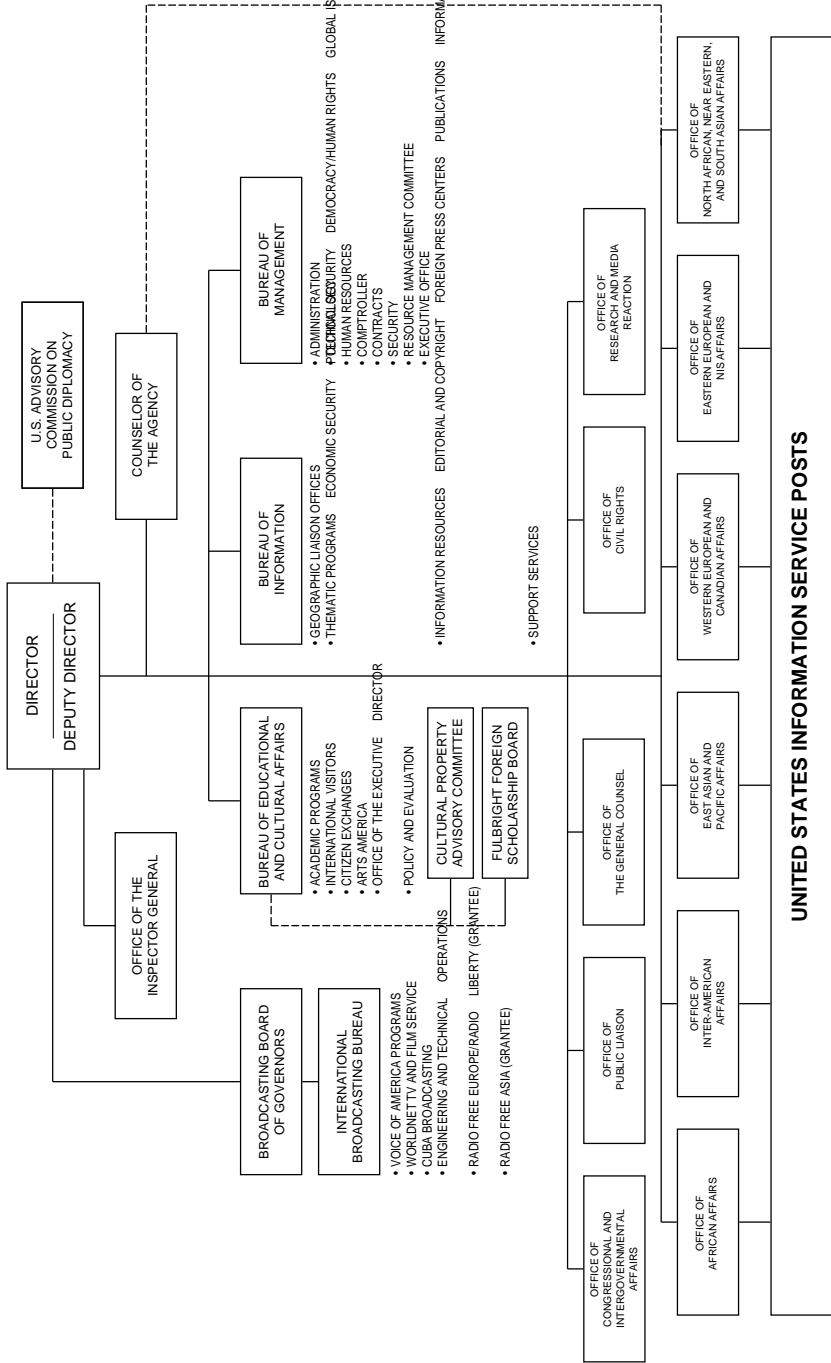 DIRECTOR
DEPUTY DIRECTOR
U.S. ADVISORY
COMMISSION ON
PUBLIC DIPLOMACY
OFFICE OF THE
INSPECTOR GENERAL
COUNSELOR OF
THE AGENCY
BROADCASTING BOARD
OF GOVERNORS
INTERNATIONAL
BROADCASTING BUREAU
• VOICE OF AMERICA PROGRAMS
• WORLDNET TV AND FILM SERVICE
• CUBA BROADCASTING
• ENGINEERING AND TECHNICAL OPERATIONS
• RADIO FREE EUROPE/RADIO LIBERTY (GRANTEE)
• RADIO FREE ASIA (GRANTEE)
BUREAU OF EDUCATIONAL
AND CULTURAL AFFAIRS
• ACADEMIC PROGRAMS
• INTERNATIONAL VISITORS
• CITIZEN EXCHANGES
• ARTS AMERICA
• OFFICE OF THE EXECUTIVE DIRECTOR
• POLICY AND EVALUATION
CULTURAL PROPERTY
ADVISORY COMMITTEE
FULBRIGHT FOREIGN
SCHOLARSHIP BOARD
BUREAU OF
INFORMATION
• GEOGRAPHIC LIAISON OFFICES
• THEMATIC PROGRAMS ECONOMIC SECURITY POLITICAL SECURITY DEMOCRACY/HUMAN RIGHTS GLOBAL
• INFORMATION RESOURCES EDITORIAL AND COPYRIGHT FOREIGN PRESS CENTERS PUBLICATIONS
• SUPPORT SERVICES
BUREAU OF
MANAGEMENT
• ADMINISTRATION
• TECHNOLOGY
• HUMAN RESOURCES
• COMPTROLLER
• CONTRACTS
• SECURITY
• RESOURCE MANAGEMENT COMMITTEE
• EXECUTIVE OFFICE
OFFICE OF
CONGRESSIONAL AND
INTERGOVERNMENTAL
AFFAIRS
OFFICE OF
PUBLIC LIAISON
OFFICE OF
THE GENERAL COUNSEL
OFFICE OF
CIVIL RIGHTS
OFFICE OF
RESEARCH AND MEDIA
REACTION
OFFICE OF
AFRICAN AFFAIRS
OFFICE OF
INTER-AMERICAN
AFFAIRS
OFFICE OF
EAST ASIAN AND
PACIFIC AFFAIRS
OFFICE OF
WESTERN EUROPEAN AND
CANADIAN AFFAIRS
OFFICE OF
EASTERN EUROPEAN AND
NIS AFFAIRS
OFFICE OF
NORTH AFRICAN, NEAR EASTERN,
AND SOUTH ASIAN AFFAIRS
UNITED STATES INFORMATION SERVICE POSTS